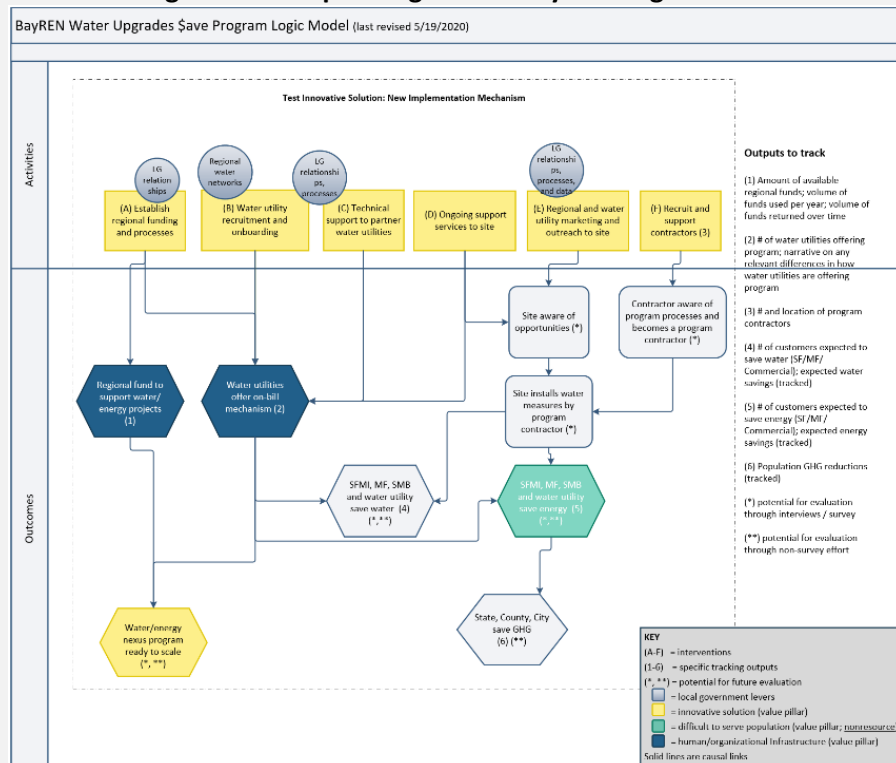 BayREN Water Upgrades $ave Program Logic Model (last revised 5/19/2020)
Activities
Test Innovative Solution: New Implementation Mechanism
LG
relation
ships
Regional
water
networks
LG
relationshi
ps,
processes
LG
relationshi
ps,
processes,
and data
(A) Establish
regional funding
and processes
(B) Water utility
recruitment and
onboarding
(C) Technical
support to partner
water utilities
(D) Ongoing support
services to site
(E) Regional and water
utility marketing and
outreach to site
(F) Recruit and
support
contractors (3)
Outcomes
Site aware of
opportunities (*)
Contractor aware of
program processes and
becomes a program
contractor (*)
Regional fund to
support water/
energy projects
(1)
Water utilities
offer on-bill
mechanism (2)
Site installs water
measures by
program
contractor (*)
SFMI, MF, SMB
and water utility
save water (4)
(*,**)
SFMI, MF, SMB
and water utility
save energy (5)
(*,**)
Water/energy
nexus program
ready to scale
(*, **)
State, County, City
save GHG
(6) (**)
Outputs to track
(1) Amount of available
regional funds; volume of
funds used per year; volume of
funds returned over time
(2) # of water utilities offering
program; narrative on any
relevant differences in how
water utilities are offering
program
(3) # and location of program
contractors
(4) # of customers expected to
save water (SF/MF/
Commercial); expected water
savings (tracked)
(5) # of customers expected to
save energy (SF/MF/
Commercial); expected energy
savings (tracked)
(6) Population GHG reductions
(tracked)
(*) potential for evaluation
through interviews / survey
(**) potential for evaluation
through non-survey effort
KEY
(A-F) = interventions
(1-6) = specific tracking outputs
(*, **) = potential for future evaluation
= local government levers
= innovative solution (value pillar)
= difficult to serve population (value pillar; nonresource)
= human/organizational Infrastructure (value pillar)
Solid lines are causal links